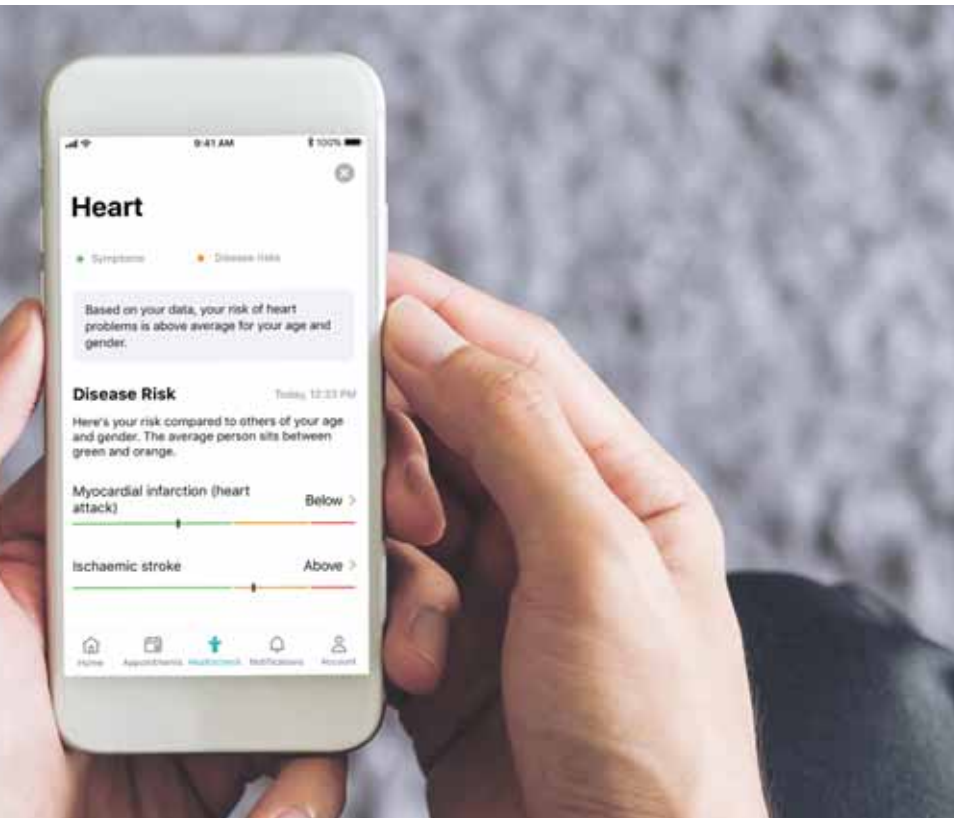 9:41 AM
100%
Heart
Symptoms
Disease risks
Based on your data, your risk of heart
problems is above average for your age and
gender.
Disease Risk
Today, 12:33 PM
Here's your risk compared to others of your age
and gender. The average person sits between
green and orange.
Myocardial infarction (heart
attack)
Below
Ischaemic stroke
Above
Home
Appointments
Healthcheck
Notifications
Account